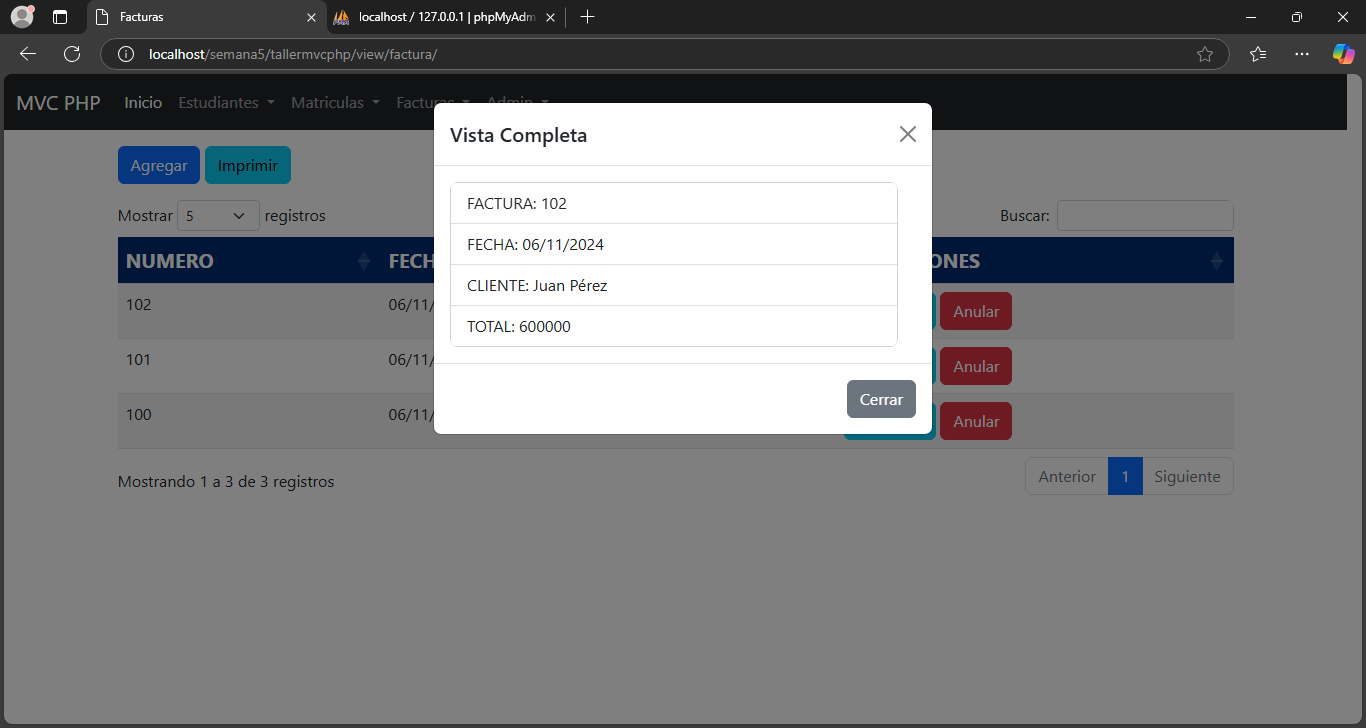 Facturas
localhost / 127.0.0.1 | phpMyAdm
localhost/semana5/tallermvcphp/view/factura/
MVC PHP Inicio Estudiantes Matriculas Facturas Admin
Vista Completa
Agregar Imprimir
FACTURA: 102
Mostrar 5 registros Buscar:
FECHA: 06/11/2024
NUMERO FECH ONES
CLIENTE: Juan Pérez
102 06/11/ Anular
TOTAL: 600000
101 06/11/ Anular
Cerrar
100 06/11/ Anular
Mostrando 1 a 3 de 3 registros Anterior 1 Siguiente